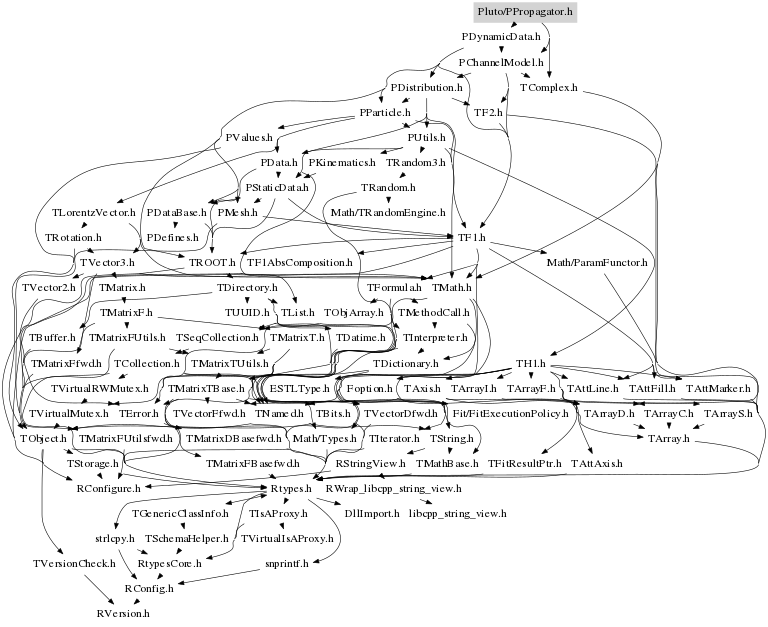 Pluto/PPropagator.h
PDynamicData.h
PChannelModel.h
PDistribution.h TComplex.h
PParticle.h TF2.h
PValues.h PUtils.h
PData.h PKinematics.h TRandom3.h
PStaticData.h TRandom.h
TLorentzVector.h PDataBase.h PMesh.h Math/TRandomEngine.h
TRotation.h PDefines.h TF1.h
TVector3.h TROOT.h TF1AbsComposition.h Math/ParamFunctor.h
TVector2.h TMatrix.h TDirectory.h TFormula.h TMath.h
TMatrixF.h TUUID.h TList.h TObjArray.h TMethodCall.h
TBuffer.h TMatrixFUtils.h TSeqCollection.h TMatrixT.h TDatime.h TInterpreter.h
TMatrixFfwd.h TCollection.h TMatrixTUtils.h TDictionary.h TH1.h
TVirtualRWMutex.h TMatrixTBase.h ESTLType.h Foption.h TAxis.h TArrayI.h TArrayF.h TAttLine.h TAttFill.h TAttMarker.h
TVirtualMutex.h TError.h TVectorFfwd.h TNamed.h TBits.h TVectorDfwd.h Fit/FitExecutionPolicy.h TArrayD.h TArrayC.h TArrayS.h
TObject.h TMatrixFUtilsfwd.h TMatrixDBasefwd.h Math/Types.h TIterator.h TString.h TArray.h
TStorage.h TMatrixFBasefwd.h RStringView.h TMathBase.h TFitResultPtr.h TAttAxis.h
RConfigure.h Rtypes.h RWrap_libcpp_string_view.h
TGenericClassInfo.h TIsAProxy.h DllImport.h libcpp_string_view.h
strlcpy.h TSchemaHelper.h TVirtualIsAProxy.h
TVersionCheck.h RtypesCore.h snprintf.h
RConfig.h
RVersion.h